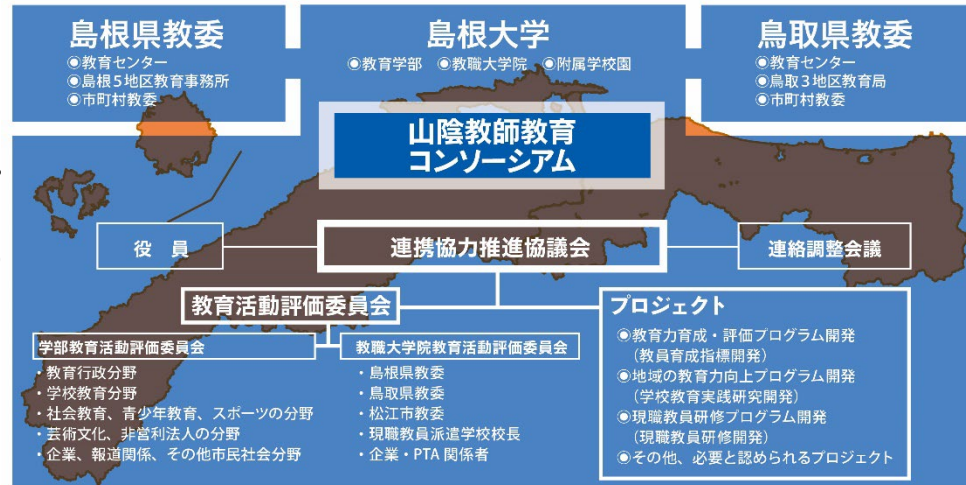 島根県教委
◉教育センター
◉島根5地区教育事務所
◉市町村教委
島根大学
◉教育学部 ◉教職大学院 ◉附属学校園
鳥取県教委
◉教育センター
◉鳥取3地区教育局
◉市町村教委
山陰教師教育
コンソーシアム
役 員
連携協力推進協議会
連絡調整会議
教育活動評価委員会
学部教育活動評価委員会
・教育行政分野
・学校教育分野
・社会教育、青少年教育、スポーツの分野
・芸術文化、非営利法人の分野
・企業、報道関係、その他市民社会分野
教職大学院教育活動評価委員会
・島根県教委
・鳥取県教委
・松江市教委
・現職教員派遣学校校長
・企業・PTA 関係者
プロジェクト
◉教育力育成・評価プログラム開発
（教員育成指標開発）
◉地域の教育力向上プログラム開発
（学校教育実践研究開発）
◉現職教員研修プログラム開発
（現職教員研修開発）
◉その他、必要と認められるプロジェクト